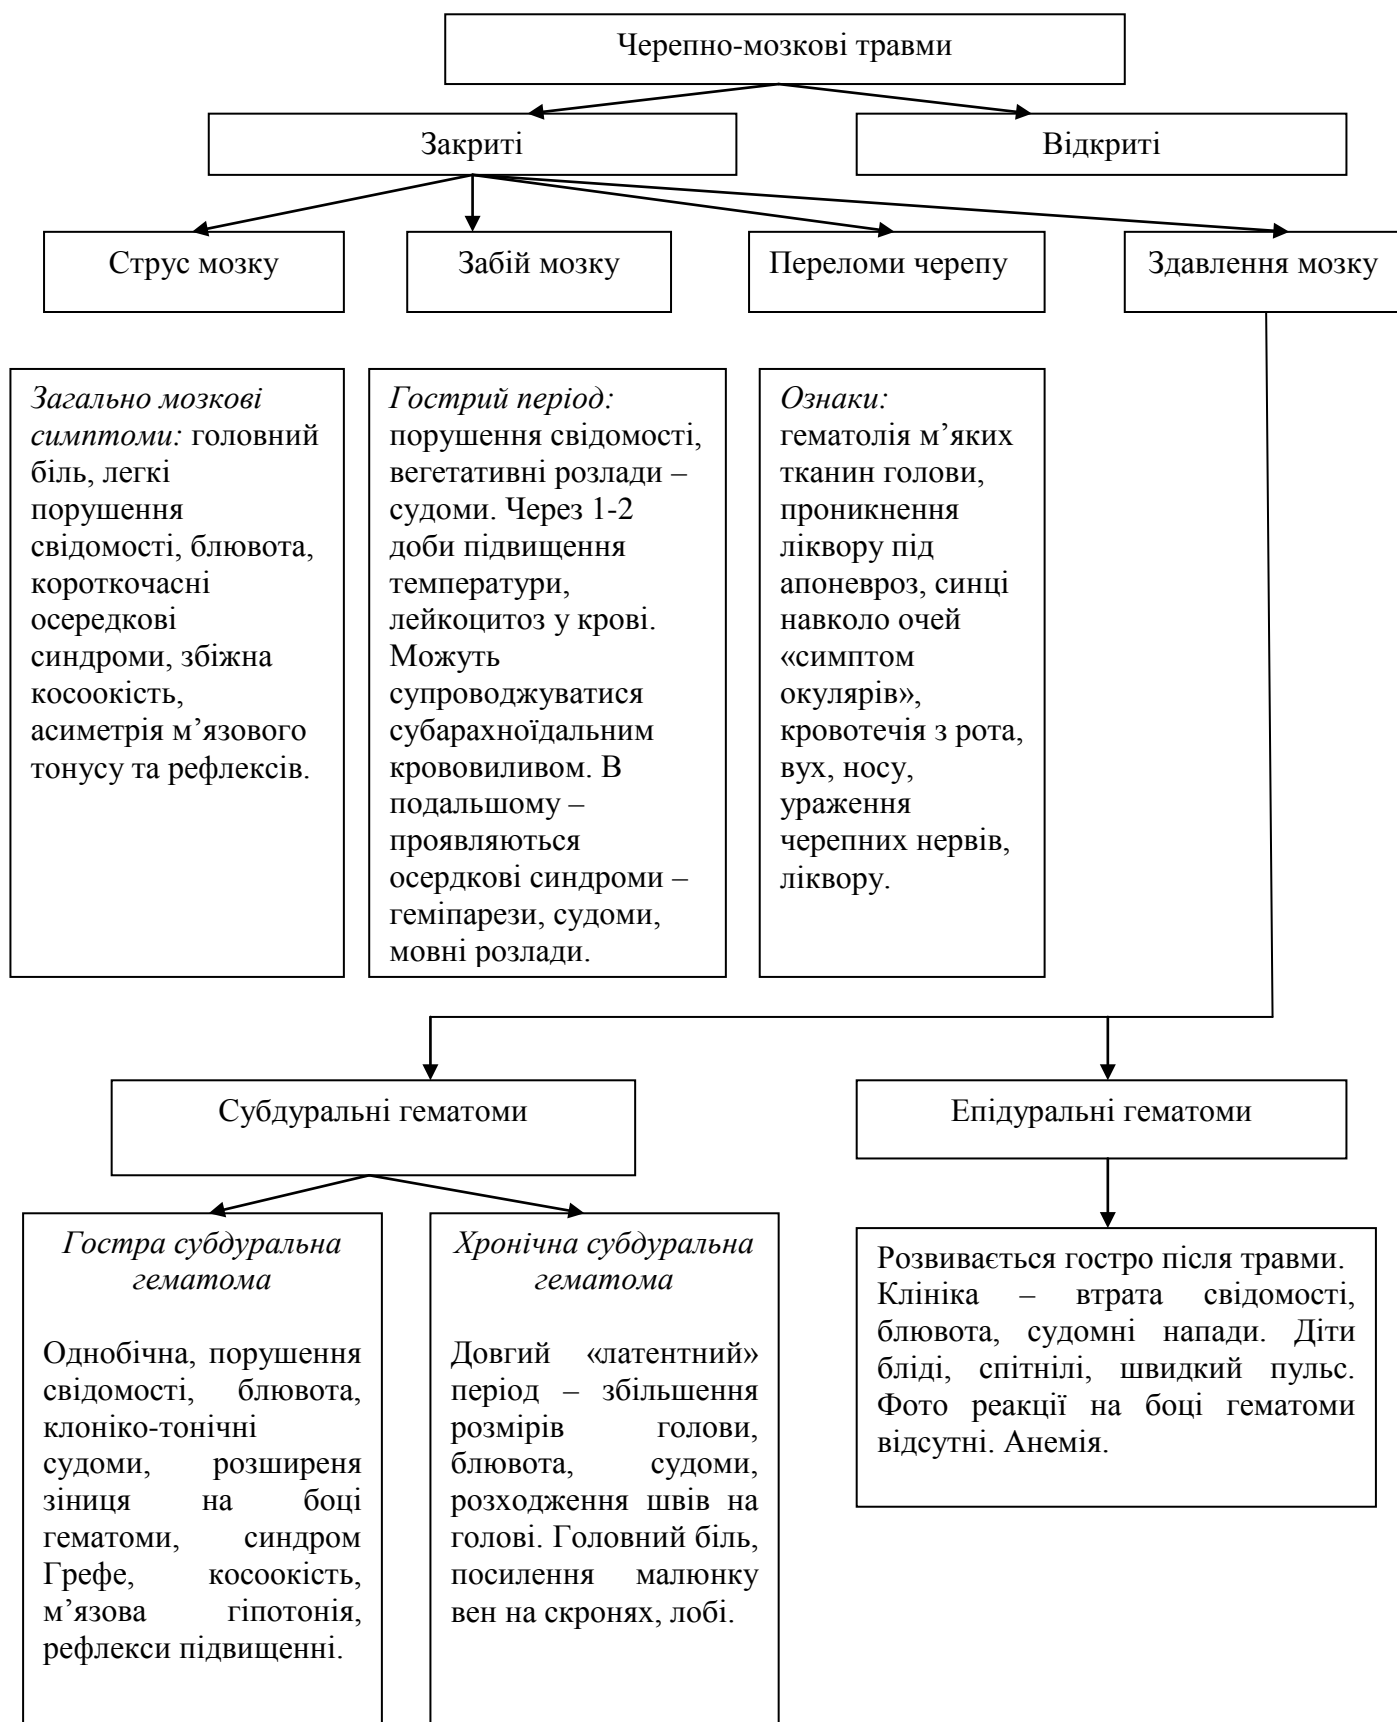 Черепно-мозкові травми
Закриті
Відкриті
Струс мозку
Забій мозку
Переломи черепу
Здавлення мозку
Загально мозкові
симптоми: головний
біль, легкі
порушення
свідомості, блювота,
короткочасні
осередкові
синдроми, збіжна
косоокість,
асиметрія м’язового
тонусу та рефлексів.
Гострий період:
порушення свідомості,
вегетативні розлади –
судоми. Через 1-2
доби підвищення
температури,
лейкоцитоз у крові.
Можуть
супроводжуватися
субарахноїдальним
крововиливом. В
подальшому –
проявляються
осердкові синдроми –
геміпарези, судоми,
мовні розлади.
Ознаки:
гематолія м’яких
тканин голови,
проникнення
ліквору під
апоневроз, синці
навколо очей
«симптом
окулярів»,
кровотечія з рота,
вух, носу,
ураження
черепних нервів,
ліквору.
Субдуральні гематоми
Епідуральні гематоми
Гостра субдуральна
гематома
Однобічна, порушення
свідомості, блювота,
клоніко-тонічні
судоми, розширеня
зіниця на боці
гематоми, синдром
Грефе, косоокість,
м’язова гіпотонія,
рефлекси підвищенні.
Хронічна субдуральна
гематома
Довгий «латентний»
період – збільшення
розмірів голови,
блювота, судоми,
розходження швів на
голові. Головний біль,
посилення малюнку
вен на скронях, лобі.
Розвивається гостро після травми.
Клініка – втрата свідомості,
блювота, судомні напади. Діти
бліді, спітнілі, швидкий пульс.
Фото реакції на боці гематоми
відсутні. Анемія.